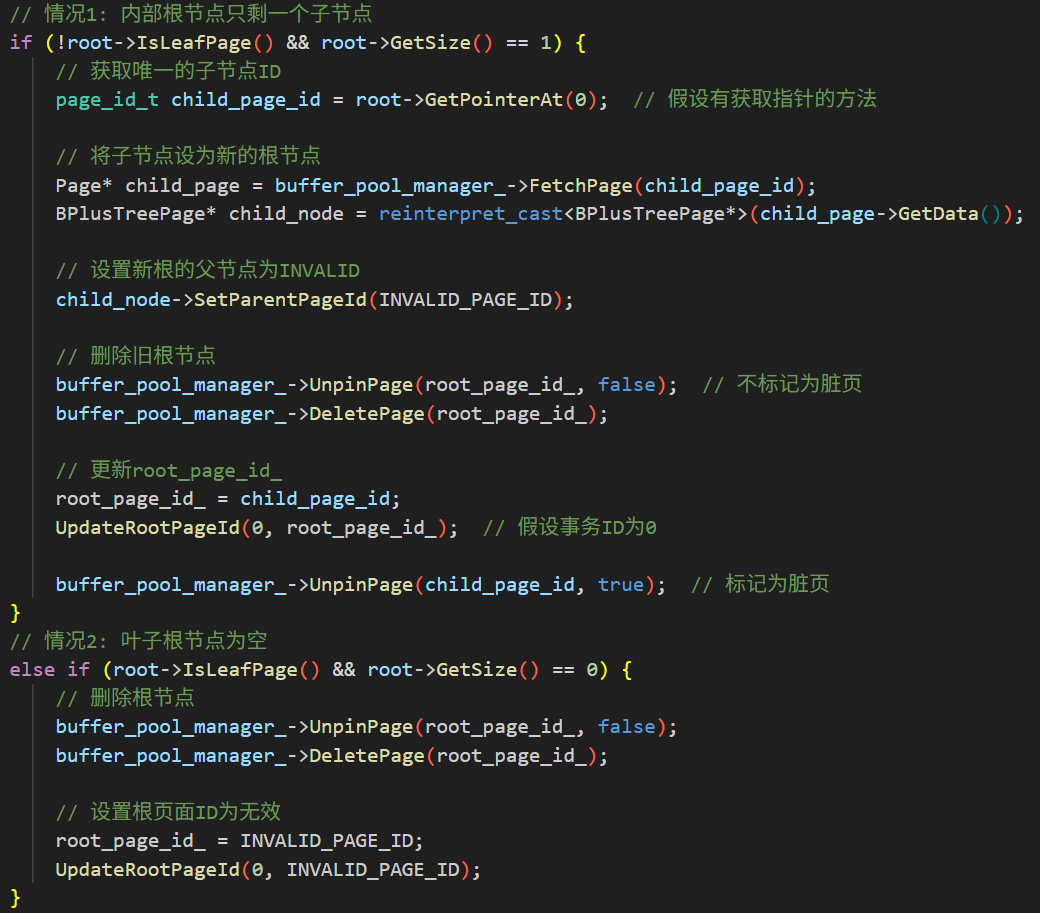 // 情况1: 内部根节点只剩一个子节点
if (!root->IsLeafPage() && root->GetSize() == 1) {
    // 获取唯一的子节点ID
    page_id_t child_page_id = root->GetPointerAt(0);  // 假设有获取指针的方法

    // 将子节点设为新的根节点
    Page* child_page = buffer_pool_manager_->FetchPage(child_page_id);
    BPlusTreePage* child_node = reinterpret_cast<BPlusTreePage*>(child_page->GetData());

    // 设置新根的父节点为INVALID
    child_node->SetParentPageId(INVALID_PAGE_ID);

    // 删除旧根节点
    buffer_pool_manager_->UnpinPage(root_page_id_, false);  // 不标记为脏页
    buffer_pool_manager_->DeletePage(root_page_id_);

    // 更新root_page_id_
    root_page_id_ = child_page_id;
    UpdateRootPageId(0, root_page_id_);  // 假设事务ID为0

    buffer_pool_manager_->UnpinPage(child_page_id, true);  // 标记为脏页
}
// 情况2: 叶子根节点为空
else if (root->IsLeafPage() && root->GetSize() == 0) {
    // 删除根节点
    buffer_pool_manager_->UnpinPage(root_page_id_, false);
    buffer_pool_manager_->DeletePage(root_page_id_);

    // 设置根页面ID为无效
    root_page_id_ = INVALID_PAGE_ID;
    UpdateRootPageId(0, INVALID_PAGE_ID);
}